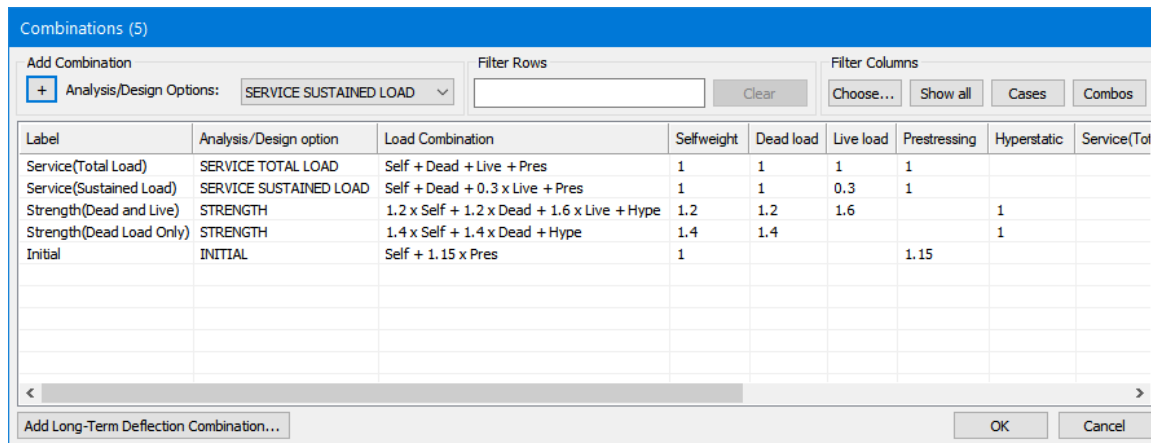 Combinations (5)
Add Combination Filter Rows Filter Columns
+ Analysis/Design Options: SERVICE SUSTAINED LOAD Clear Choose... Show all Cases Combos
Label Analysis/Design option Load Combination Selfweight Dead load Live load Prestressing Hyperstatic Service(Tot
Service(Total Load) SERVICE TOTAL LOAD Self + Dead + Live + Pres 1 1 1 1
Service(Sustained Load) SERVICE SUSTAINED LOAD Self + Dead + 0.3 x Live + Pres 1 1 0.3 1
Strength(Dead and Live) STRENGTH 1.2 x Self + 1.2 x Dead + 1.6 x Live + Hype 1.2 1.2 1.6 1
Strength(Dead Load Only) STRENGTH 1.4 x Self + 1.4 x Dead + Hype 1.4 1.4 1
Initial INITIAL Self + 1.15 x Pres 1 1.15
Add Long-Term Deflection Combination... OK Cancel